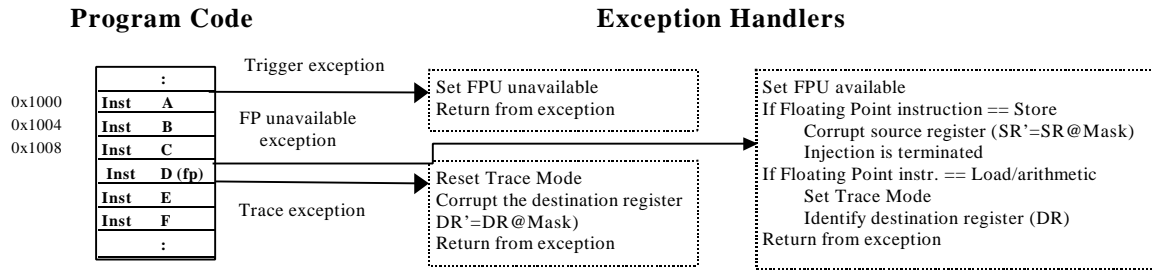 Program Code
Exception Handlers
:
0x1000 Inst A
0x1004 Inst B
0x1008 Inst C
Inst D (fp)
Inst E
Inst F
:
Trigger exception
FP unavailable
exception
Trace exception
Set FPU unavailable
Return from exception
Reset Trace Mode
Corrupt the destination register
DR’=DR@Mask)
Return from exception
Set FPU available
If Floating Point instruction == Store
Corrupt source register (SR’=SR@Mask)
Injection is terminated
If Floating Point instr. == Load/arithmetic
Set Trace Mode
Identify destination register (DR)
Return from exception